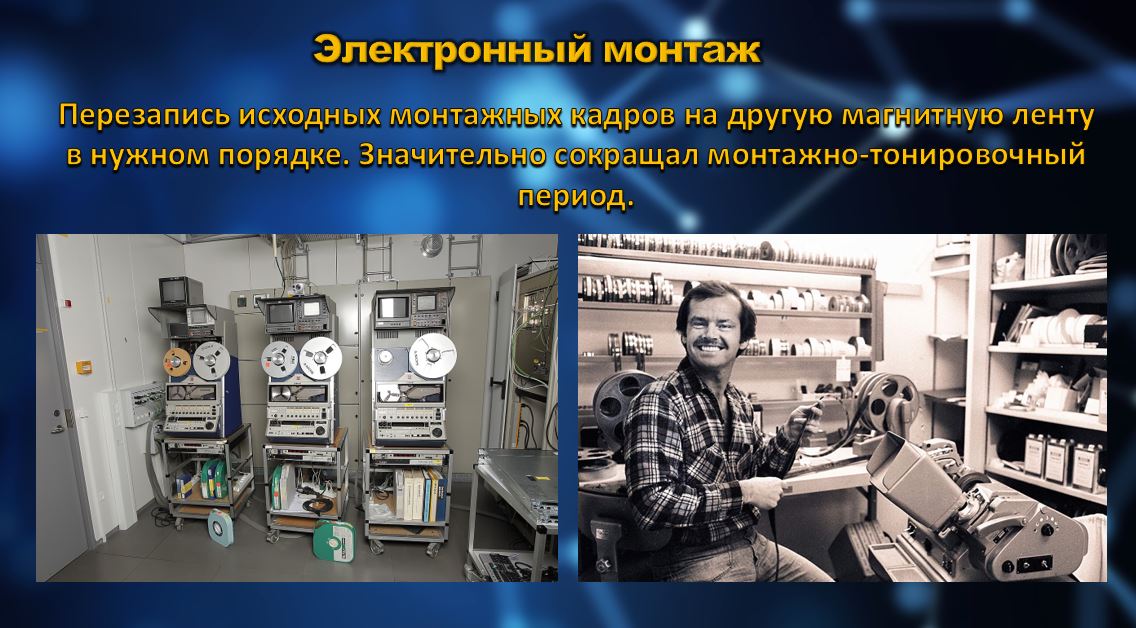 Электронный монтаж
Перезапись исходных монтажных кадров на другую магнитную ленту
в нужном порядке. Значительно сокращал монтажно-тонировочный
период.